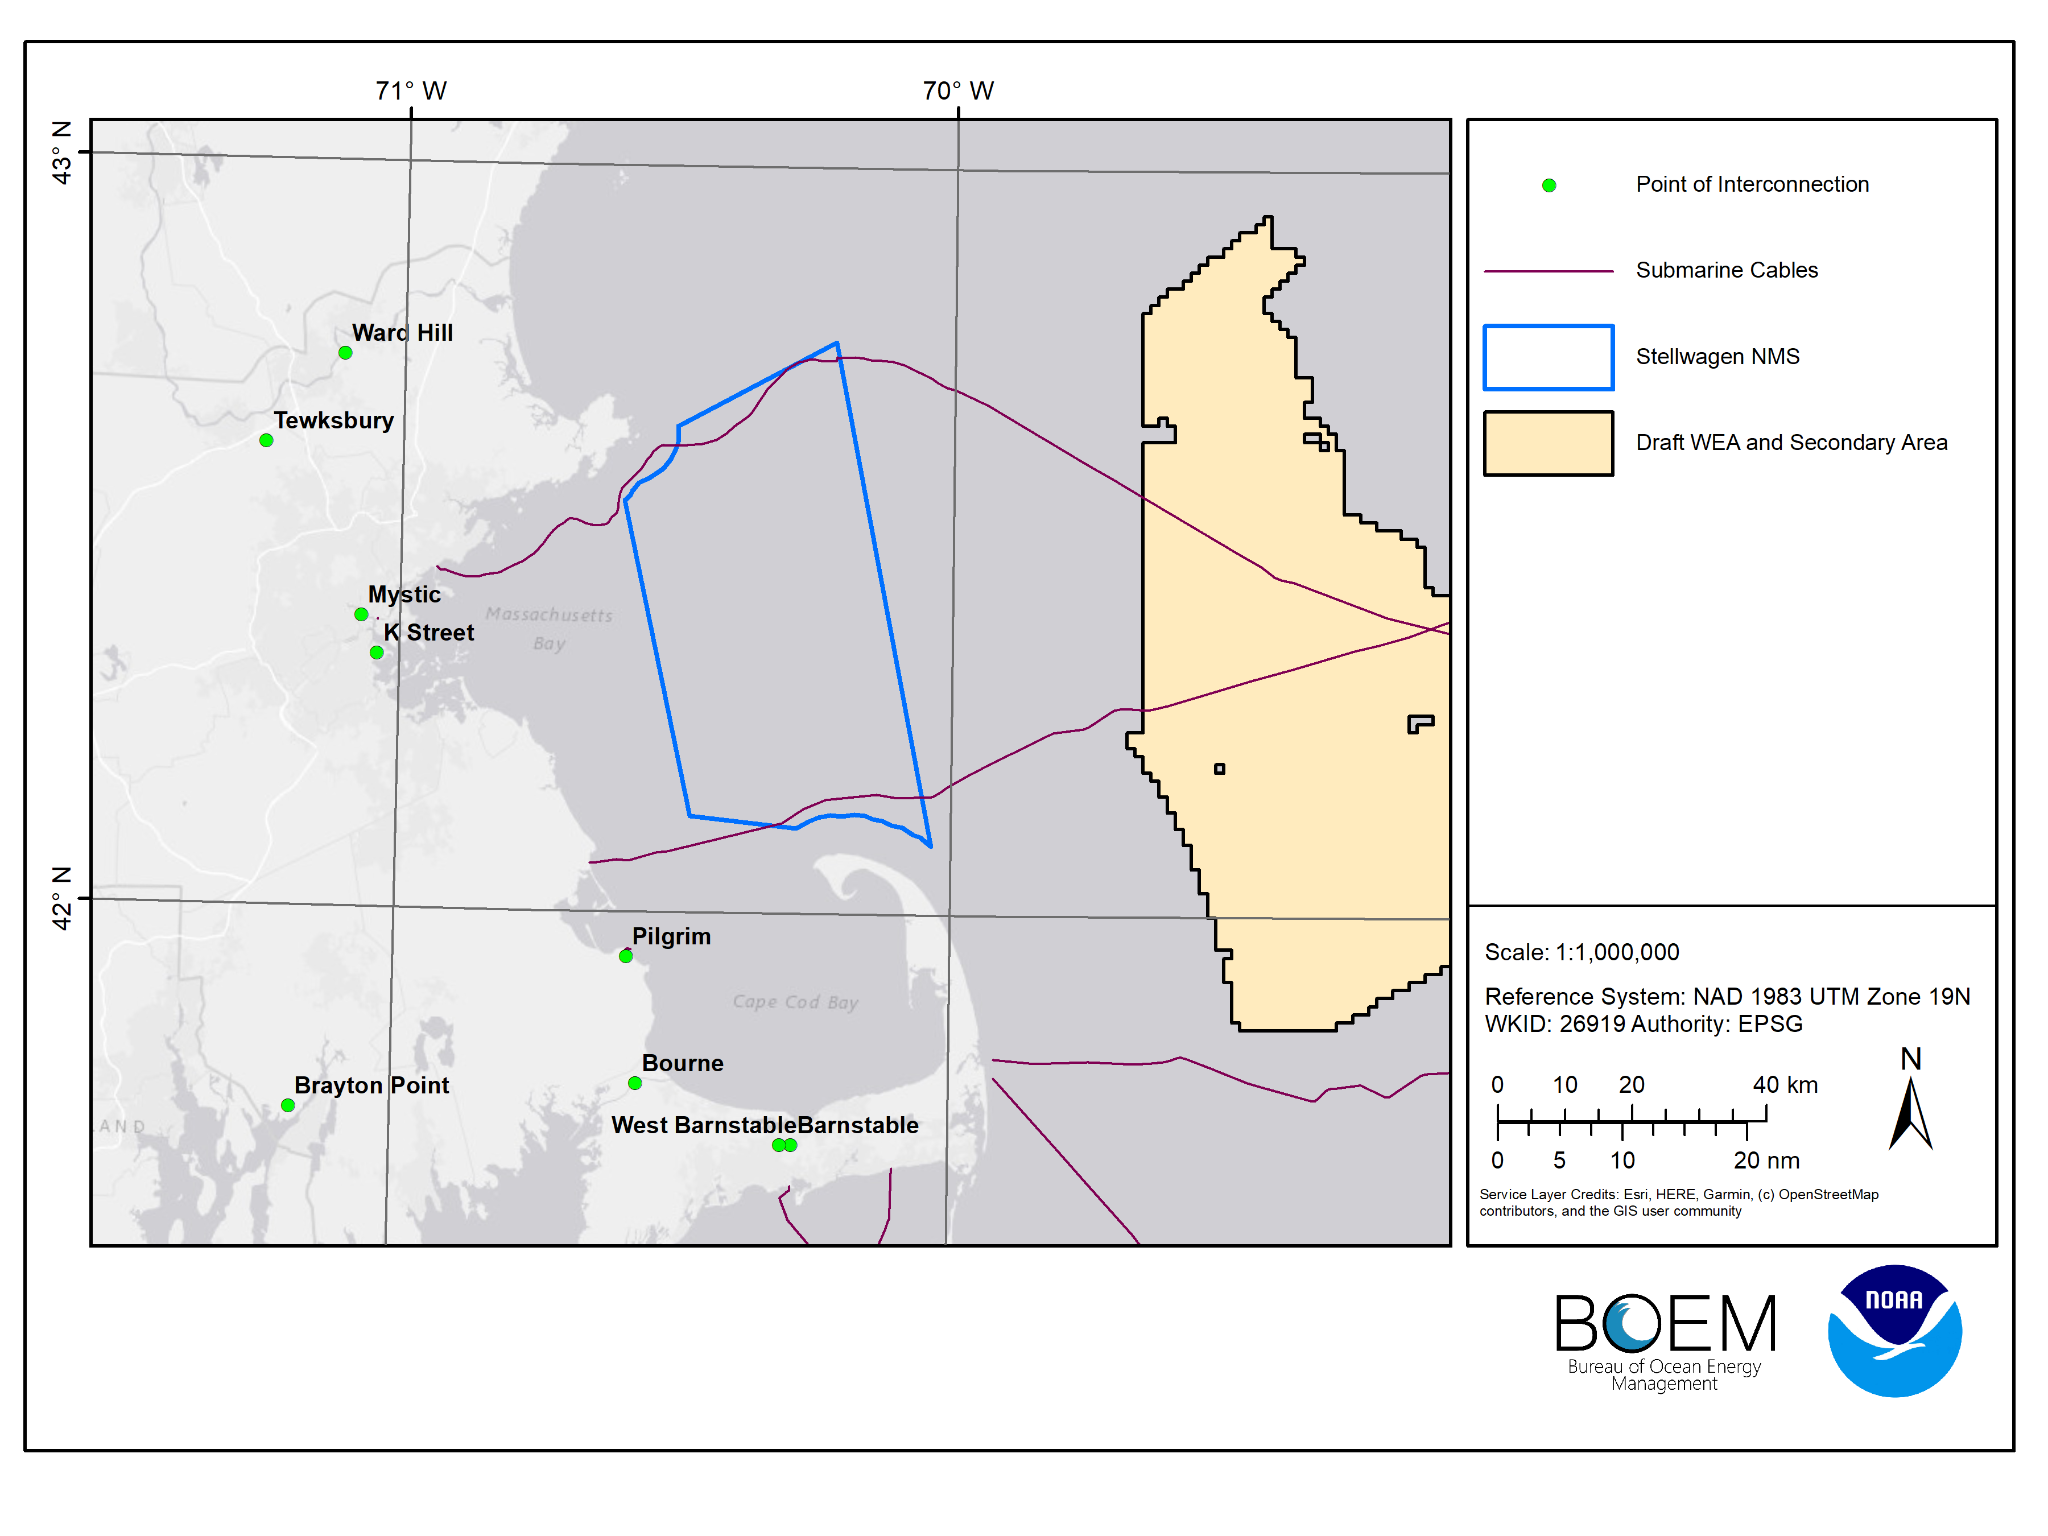 71° W
70° W
43° N
42° N
Ward Hill
Tewksbury
Mystic
K Street
Massachusetts
Bay
Pilgrim
Cape Cod Bay
Bourne
Brayton Point
West Barnstable
Barnstable
AND
Point of Interconnection
Submarine Cables
Stellwagen NMS
Draft WEA and Secondary Area
Scale: 1:1,000,000
Reference System: NAD 1983 UTM Zone 19N
WKID: 26919 Authority: EPSG
N
0 10 20 40 km
0 5 10 20 nm
Service Layer Credits: Esri, HERE, Garmin, (c) OpenStreetMap
contributors, and the GIS user community
BOEM
Bureau of Ocean Energy
Management
NOAA